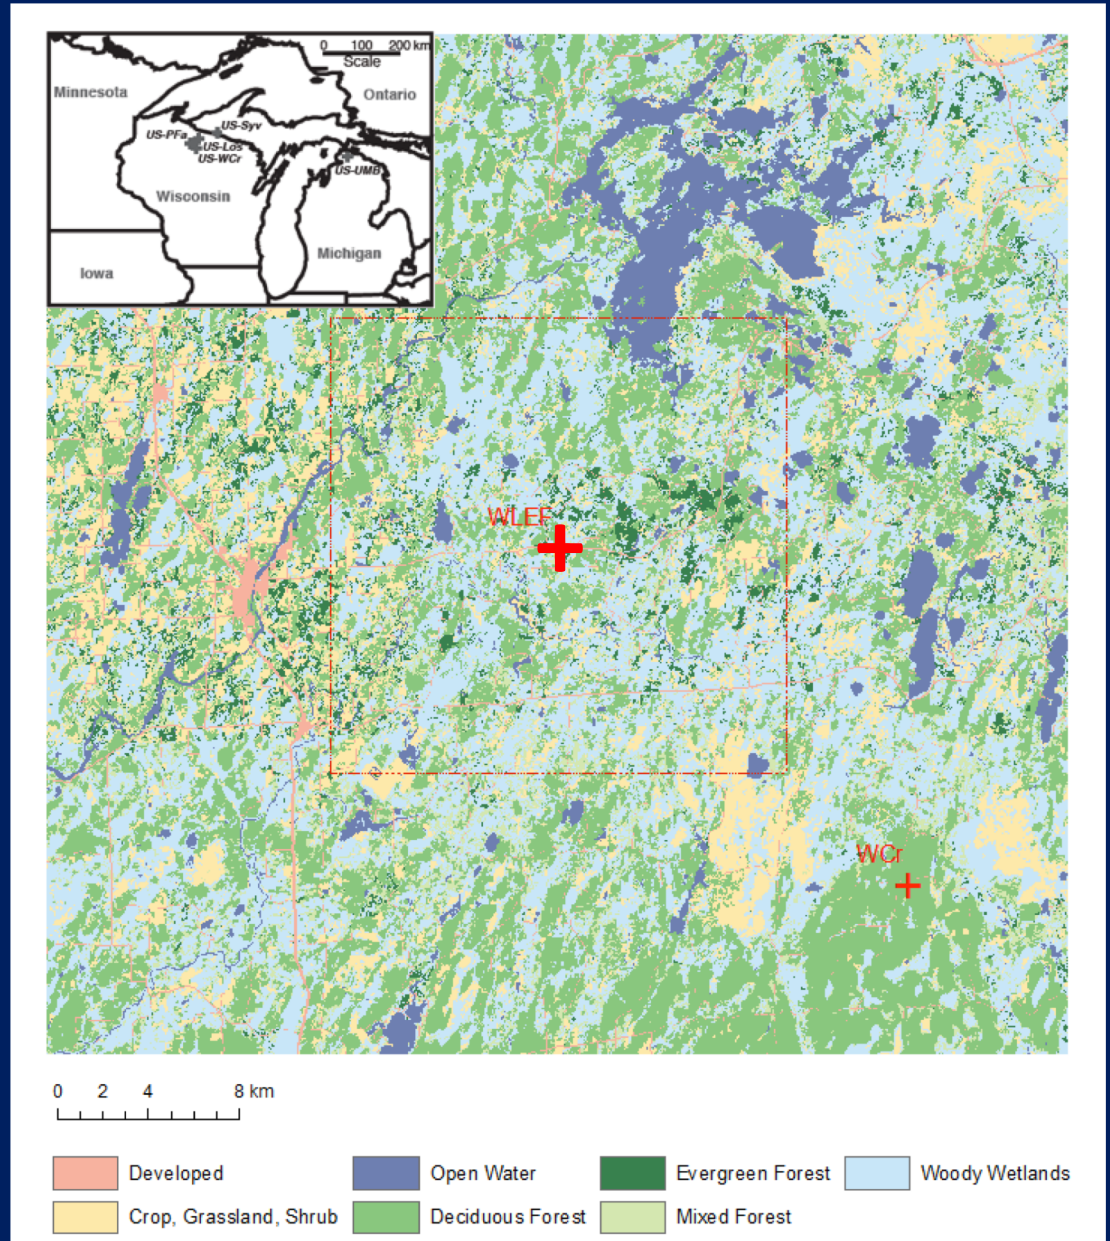 0 100 200 km
Scale
Minnesota
Ontario
US-Syv
US-PFa
US-Los
US-WCr
US-UMB
Wisconsin
Michigan
Iowa
WLEF
WCr
0 2 4 8 km
Developed
Open Water
Evergreen Forest
Woody Wetlands
Crop, Grassland, Shrub
Deciduous Forest
Mixed Forest